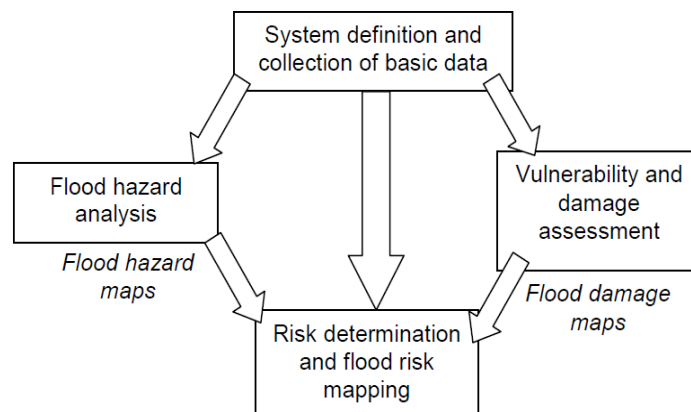 System definition and
collection of basic data
Flood hazard
analysis
Vulnerability and
damage
assessment
Flood hazard
maps
Flood damage
maps
Risk determination
and flood risk
mapping